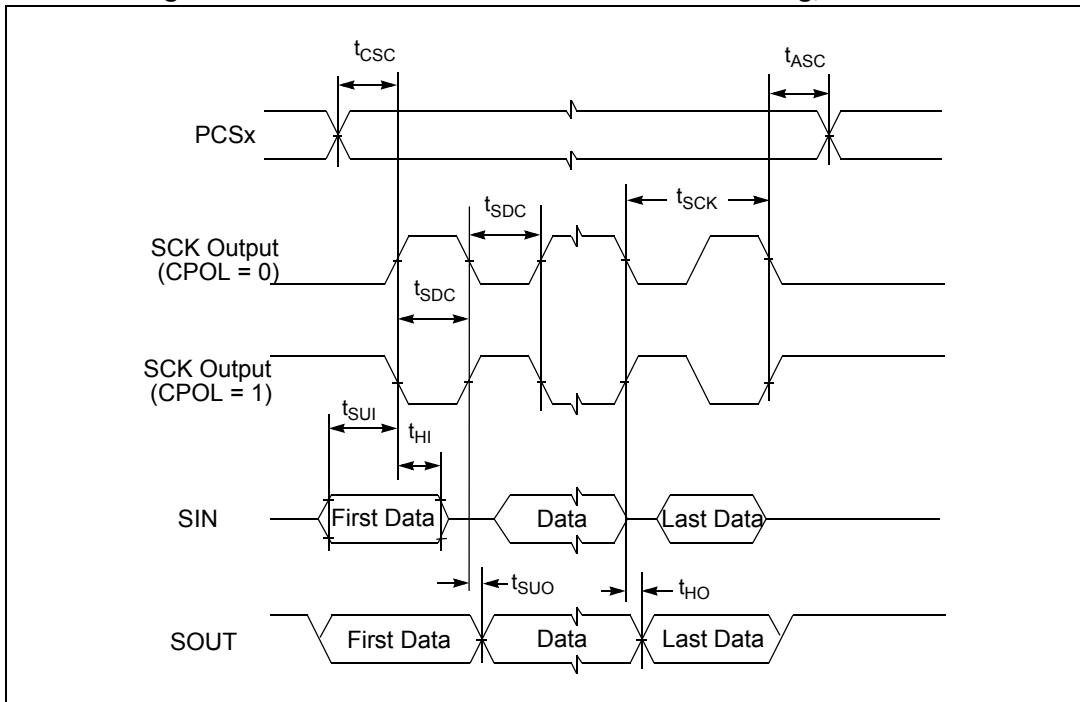 tCSC
tASC
PCSx
tSCK
tSDC
SCK Output
(CPOL = 0)
tSDC
SCK Output
(CPOL = 1)
tSUI
tHI
SIN
First Data
Data
Last Data
tSUO
tHO
SOUT
First Data
Data
Last Data